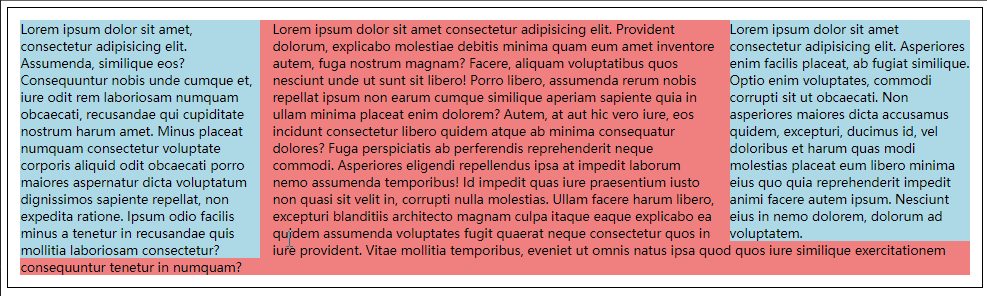 Lorem ipsum dolor sit amet,
consectetur adipisicing elit.
Assumenda, similique eos?
Consequuntur nobis unde cumque et,
iure odit rem laboriosam numquam
obcaecati, recusandae qui cupiditate
nostrum harum amet. Minus placeat
numquam consectetur voluptate
corporis aliquid odit obcaecati porro
maiores aspernatur dicta voluptatum
dignissimos sapiente repellat, non
expedita ratione. Ipsum odio facilis
minus a tenetur in recusandae quis
mollitia laboriosam consectetur?
Lorem ipsum dolor sit amet consectetur adipisicing elit. Provident
dolorum, explicabo molestiae debitis minima quam eum amet inventore
autem, fuga nostrum magnam? Facere, aliquam voluptatibus quos
nesciunt unde ut sunt sit libero! Porro libero, assumenda rerum nobis
repellat ipsum non earum cumque similique aperiam sapiente quia in
ullam minima placeat enim dolorem? Autem, at aut hic vero iure, eos
incidunt consectetur libero quidem atque ab minima consequatur
dolores? Fuga perspiciatis ab perferendis reprehenderit neque
commodi. Asperiores eligendi repellendus ipsa at impedit laborum
nemo assumenda temporibus! Id impedit quas iure praesentium iusto
non quasi sit velit in, corrupti nulla molestias. Ullam facere harum libero,
excepturi blanditiis architecto magnam culpa itaque eaque explicabo ea
quidem assumenda voluptates fugit quaerat neque consectetur quos in
iure provident. Vitae mollitia temporibus, eveniet ut omnis natus ipsa quod quos iure similique exercitationem
consequuntur tenetur in numquam?
Lorem ipsum dolor sit amet
consectetur adipisicing elit. Asperiores
enim facilis placeat, ab fugiat similique.
Optio enim voluptates, commodi
corrupti sit ut obcaecati. Non
asperiores maiores dicta accusamus
quidem, excepturi, ducimus id, vel
doloribus et harum quas modi
molestias placeat eum libero minima
eius quo quia reprehenderit impedit
animi facere autem ipsum. Nesciunt
eius in nemo dolorem, dolorum ad
voluptatem.